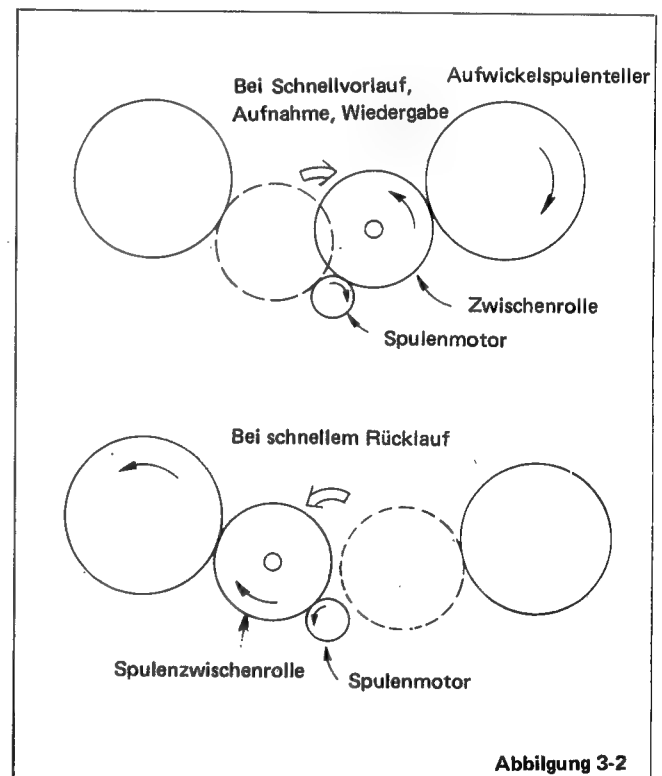 Bei Schnellvorlauf,
Aufnahme, Wiedergabe
Aufwickelspulenteller
Zwischenrolle
Spulenmotor
Bei schnellem Rücklauf
Spulenzwischenrolle
Spulenmotor
Abbilgung 3-2